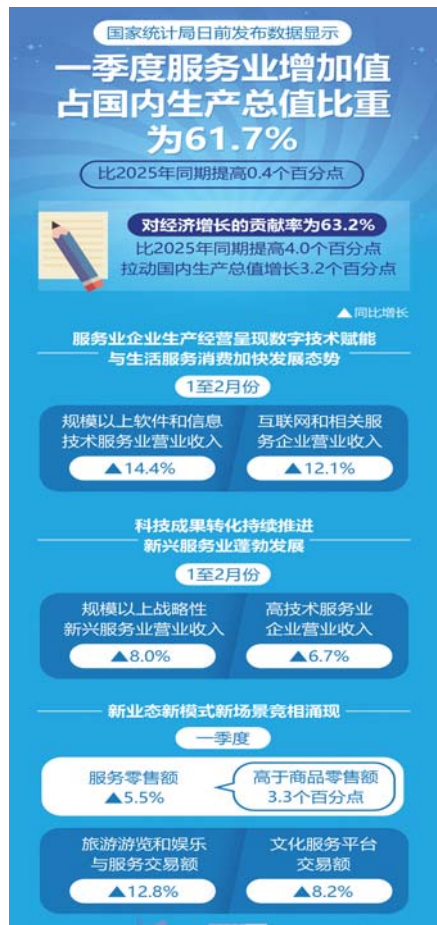 国家统计局日前发布数据显示
一季度服务业增加值
占国内生产总值比重
为61.7%
比2025年同期提高0.4个百分点
对经济增长的贡献率为63.2%
比2025年同期提高4.0个百分点
拉动国内生产总值增长3.2个百分点
▲同比增长
服务业企业生产经营呈现数字技术赋能
与生活服务消费加快发展态势
1至2月份
规模以上软件和信息
技术服务业营业收入
▲14.4%
互联网和相关服
务企业营业收入
▲12.1%
科技成果转化持续推进
新兴服务业蓬勃发展
1至2月份
规模以上战略性
新兴服务业营业收入
▲8.0%
高技术服务业
企业营业收入
▲6.7%
新业态新模式新场景竞相涌现
一季度
服务零售额
▲5.5%
高于商品零售额
3.3个百分点
旅游游览和娱乐
与服务交易额
▲12.8%
文化服务平台
交易额
▲8.2%